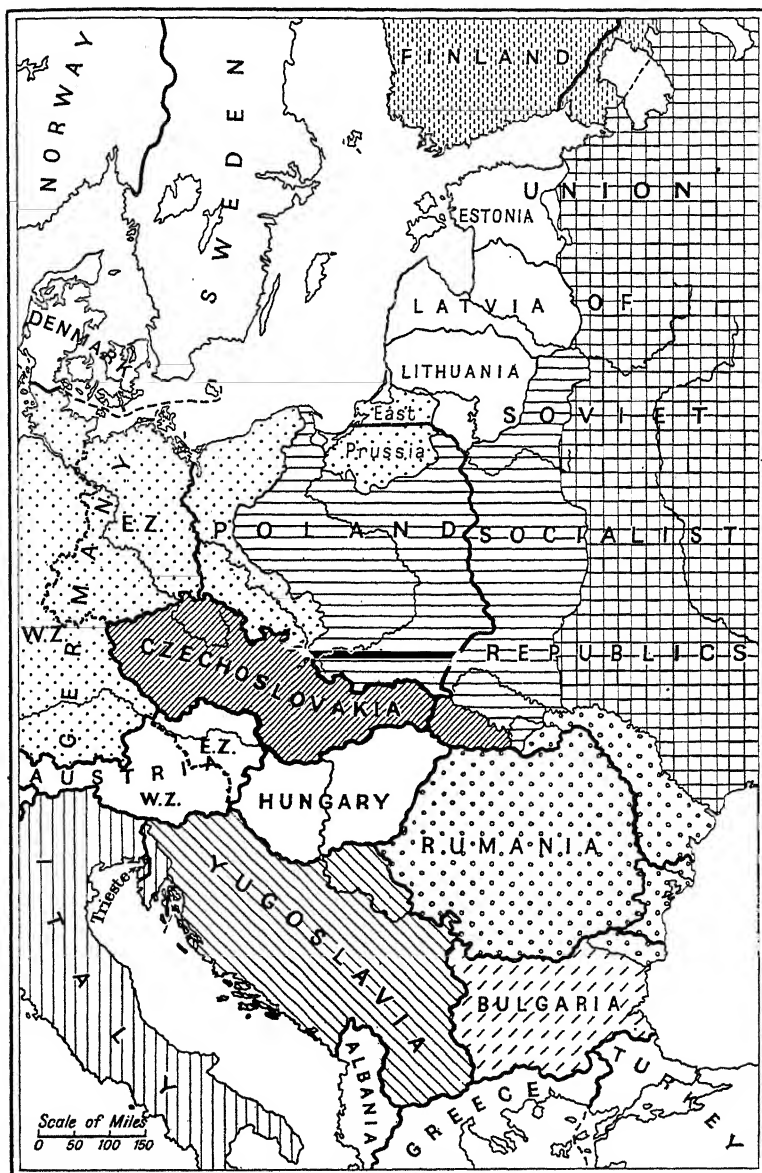 FINLAND
NORWAY
SWEDEN
UNION
ESTONIA
LATVIA
OF
DENMARK
LITHUANIA
East
Prussia
SOVIET
GERMANY
E.Z.
POLAND
SOCIALIST
W.Z.
CZECHOSLOVAKIA
REPUBLICS
AUSTRIA
E.Z.
W.Z.
HUNGARY
RUMANIA
ITALY
Trieste
YUGOSLAVIA
BULGARIA
ALBANIA
GREECE
TURKEY
Scale of Miles
0 50 100 150